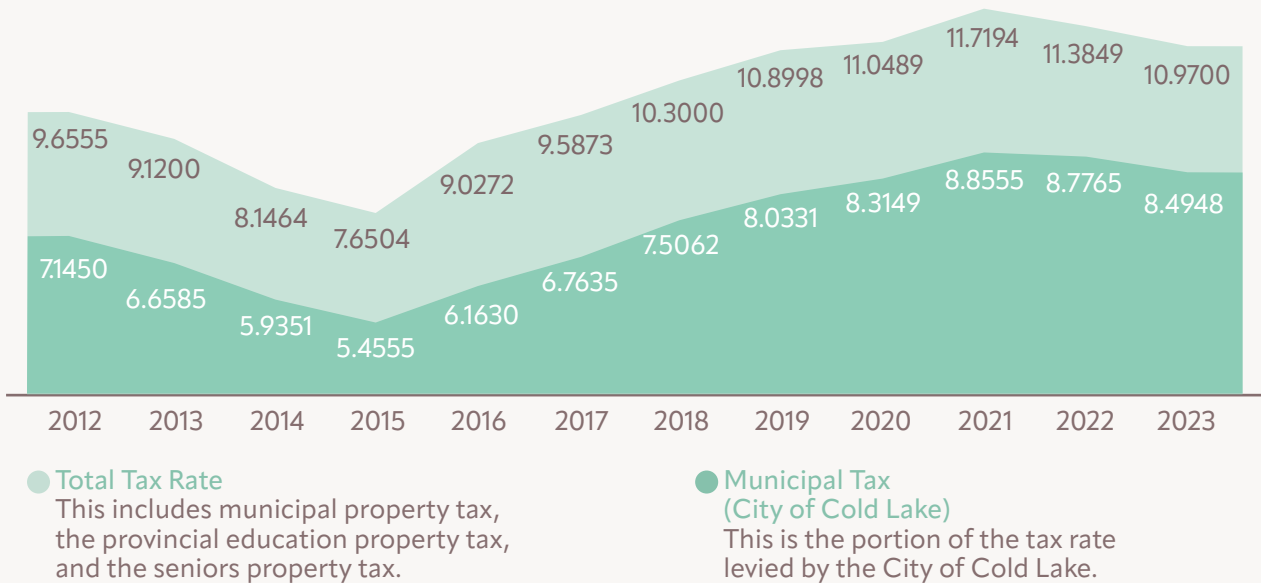 9.6555 9.1200 8.1464 7.6504 9.0272 9.5873 10.3000 10.8998 11.0489 11.7194 11.3849 10.9700
7.1450 6.6585 5.9351 5.4555 6.1630 6.7635 7.5062 8.0331 8.3149 8.8555 8.7765 8.4948
2012 2013 2014 2015 2016 2017 2018 2019 2020 2021 2022 2023
Total Tax Rate
This includes municipal property tax,
the provincial education property tax,
and the seniors property tax.
Municipal Tax
(City of Cold Lake)
This is the portion of the tax rate
levied by the City of Cold Lake.